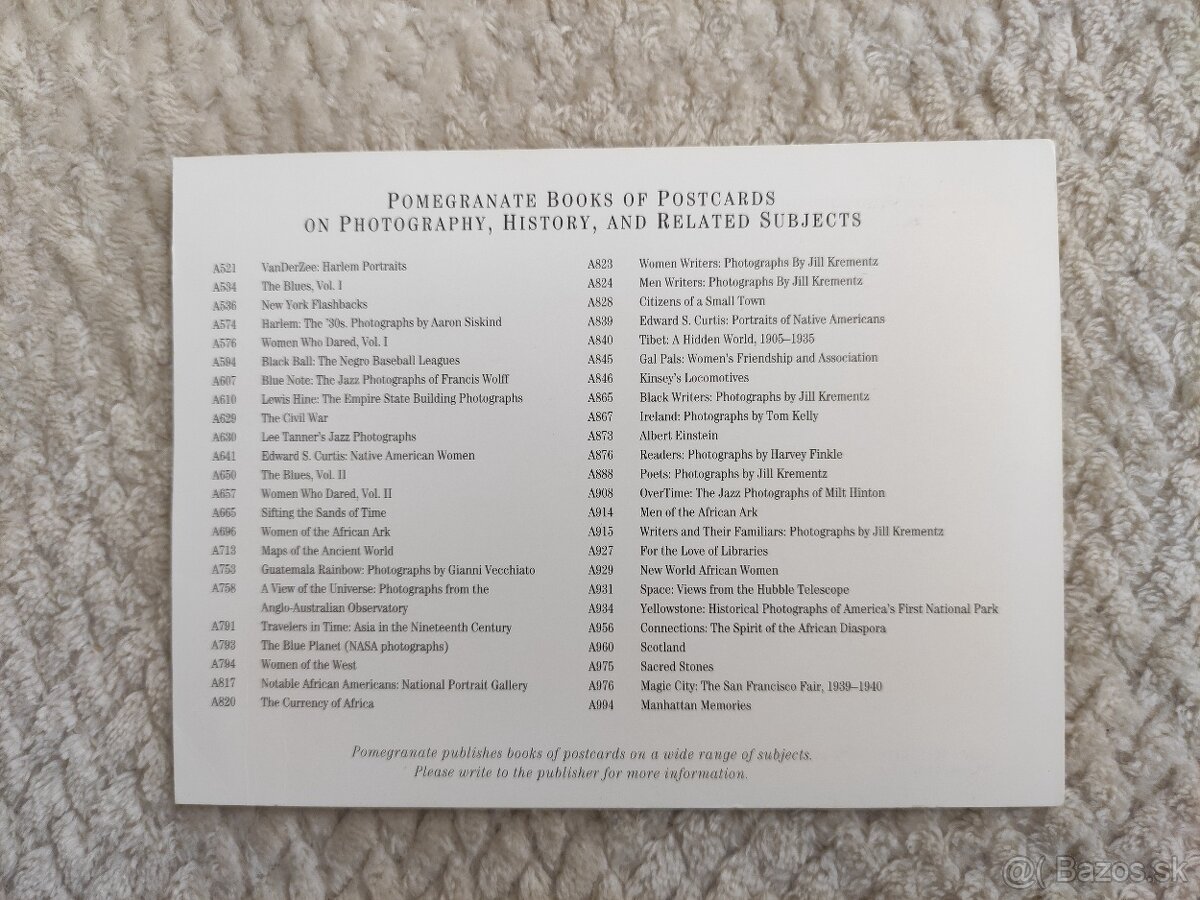 POMEGRANATE BOOKS OF POSTCARDS
ON PHOTOGRAPHY, HISTORY, AND RELATED SUBJECTS
A521 VanDerZee: Harlem Portraits
A534 The Blues, Vol. I
A536 New York Flashbacks
A574 Harlem: The '30s. Photographs by Aaron Siskind
A576 Women Who Dared, Vol. I
A594 Black Ball: The Negro Baseball Leagues
A607 Blue Note: The Jazz Photographs of Francis Wolff
A610 Lewis Hine: The Empire State Building Photographs
A629 The Civil War
A630 Lee Tanner's Jazz Photographs
A641 Edward S. Curtis: Native American Women
A650 The Blues, Vol. II
A657 Women Who Dared, Vol. II
A665 Sifting the Sands of Time
A696 Women of the African Ark
A713 Maps of the Ancient World
A753 Guatemala Rainbow: Photographs by Gianni Vecchiato
A758 A View of the Universe: Photographs from the
Anglo-Australian Observatory
A791 Travelers in Time: Asia in the Nineteenth Century
A793 The Blue Planet (NASA photographs)
A794 Women of the West
A817 Notable African Americans: National Portrait Gallery
A820 The Currency of Africa
A823 Women Writers: Photographs By Jill Krementz
A824 Men Writers: Photographs By Jill Krementz
A828 Citizens of a Small Town
A839 Edward S. Curtis: Portraits of Native Americans
A840 Tibet: A Hidden World, 1905–1935
A845 Gal Pals: Women's Friendship and Association
A846 Kinsey's Locomotives
A865 Black Writers: Photographs by Jill Krementz
A867 Ireland: Photographs by Tom Kelly
A873 Albert Einstein
A876 Readers: Photographs by Harvey Finkle
A888 Poets: Photographs by Jill Krementz
A908 OverTime: The Jazz Photographs of Milt Hinton
A914 Men of the African Ark
A915 Writers and Their Familiars: Photographs by Jill Krementz
A927 For the Love of Libraries
A929 New World African Women
A931 Space: Views from the Hubble Telescope
A934 Yellowstone: Historical Photographs of America's First National Park
A956 Connections: The Spirit of the African Diaspora
A960 Scotland
A975 Sacred Stones
A976 Magic City: The San Francisco Fair, 1939–1940
A994 Manhattan Memories
Pomegranate publishes books of postcards on a wide range of subjects.
Please write to the publisher for more information.
@( Bazos.sk